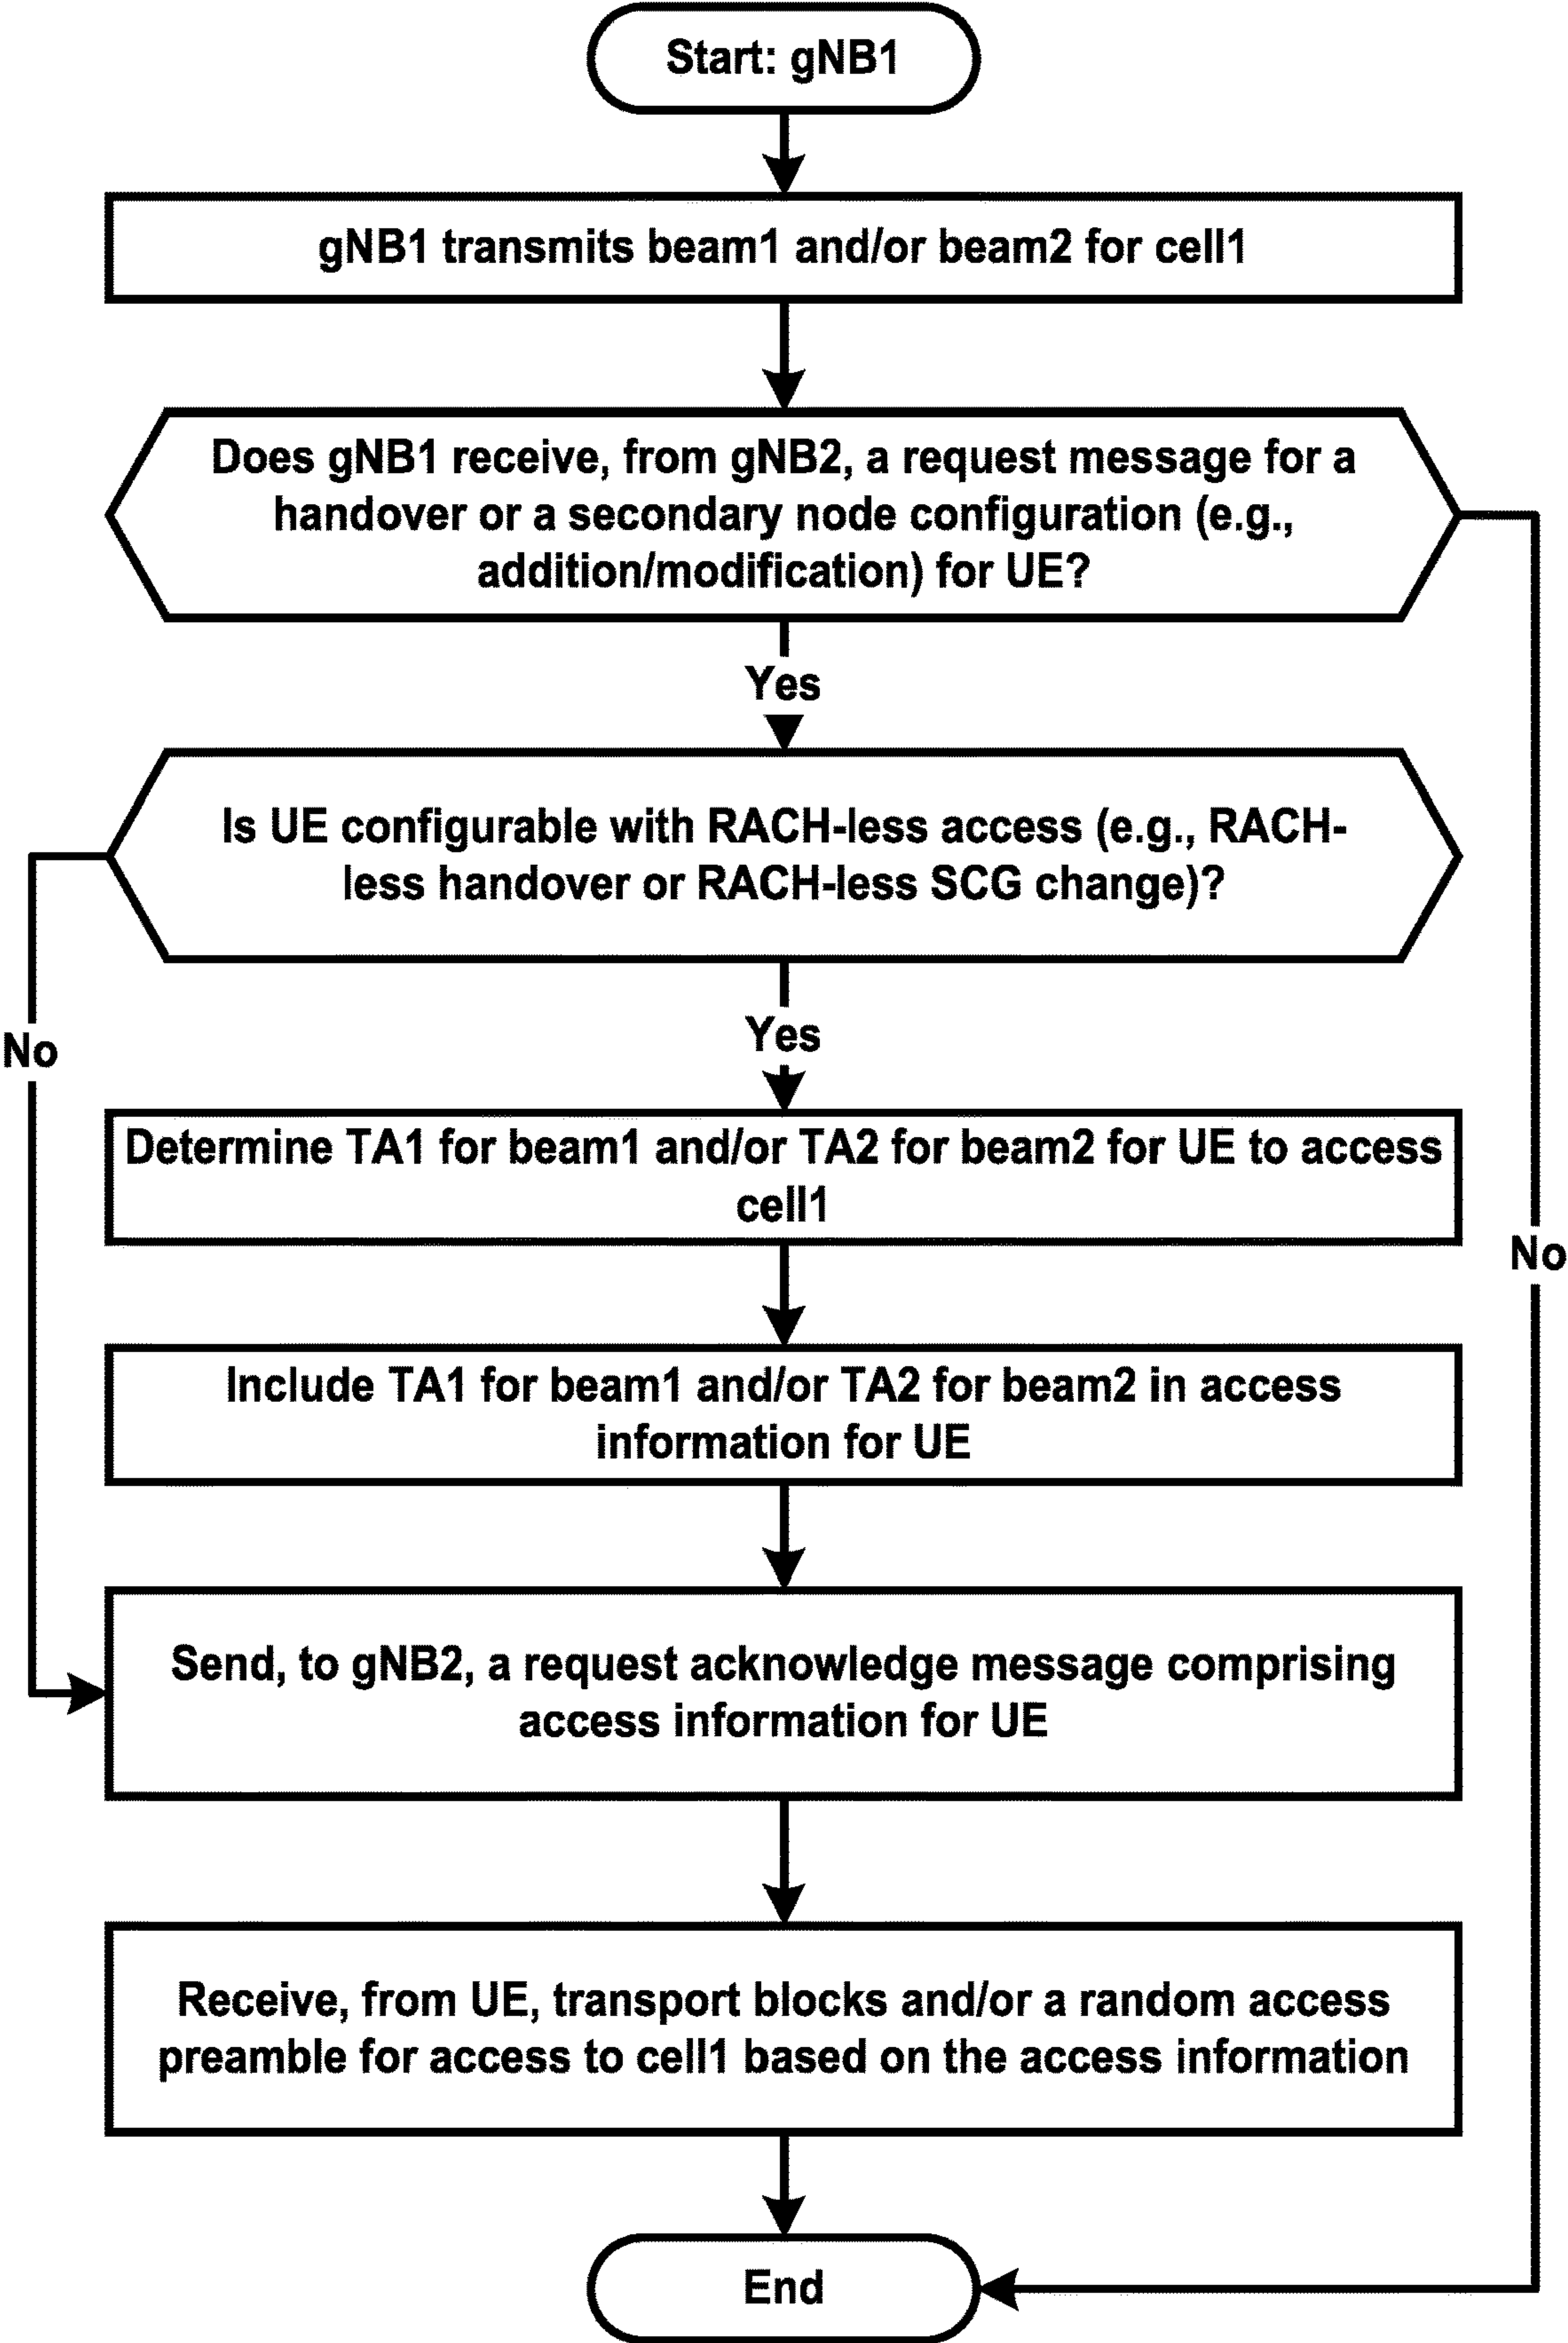 Start: gNB1
gNB1 transmits beam1 and/or beam2 for cell1
Does gNB1 receive, from gNB2, a request message for a
handover or a secondary node configuration (e.g.,
addition/modification) for UE?
Yes
Is UE configurable with RACH-less access (e.g., RACH-
less handover or RACH-less SCG change)?
No
Yes
Determine TA1 for beam1 and/or TA2 for beam2 for UE to access
cell1
No
Include TA1 for beam1 and/or TA2 for beam2 in access
information for UE
Send, to gNB2, a request acknowledge message comprising
access information for UE
Receive, from UE, transport blocks and/or a random access
preamble for access to cell1 based on the access information
End